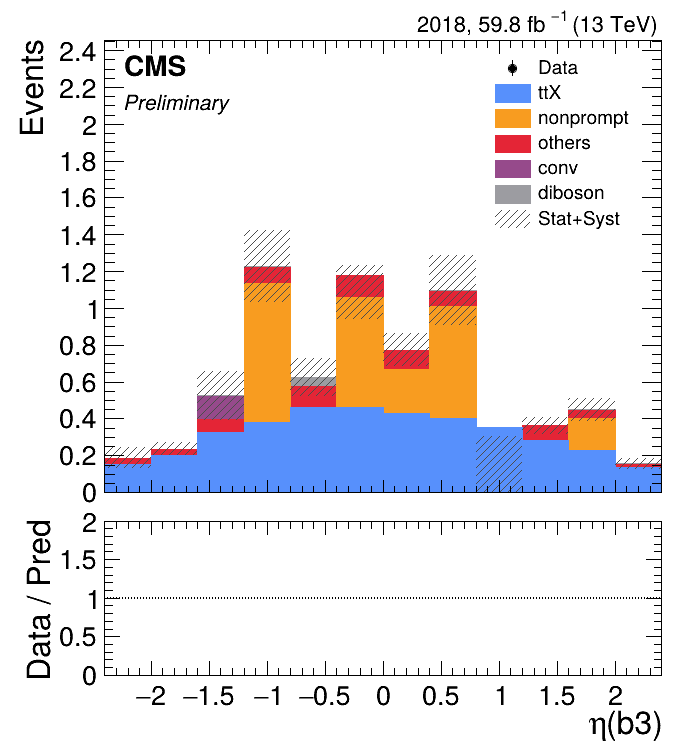 2018, 59.8 fb⁻¹ (13 TeV)
CMS
Preliminary
Data
ttX
nonprompt
others
conv
diboson
Stat+Syst
Events
2.4
2.2
2
1.8
1.6
1.4
1.2
1
0.8
0.6
0.4
0.2
0
Data / Pred
2
1.5
1
0.5
0
−2 −1.5 −1 −0.5 0 0.5 1 1.5 2
η(b3)